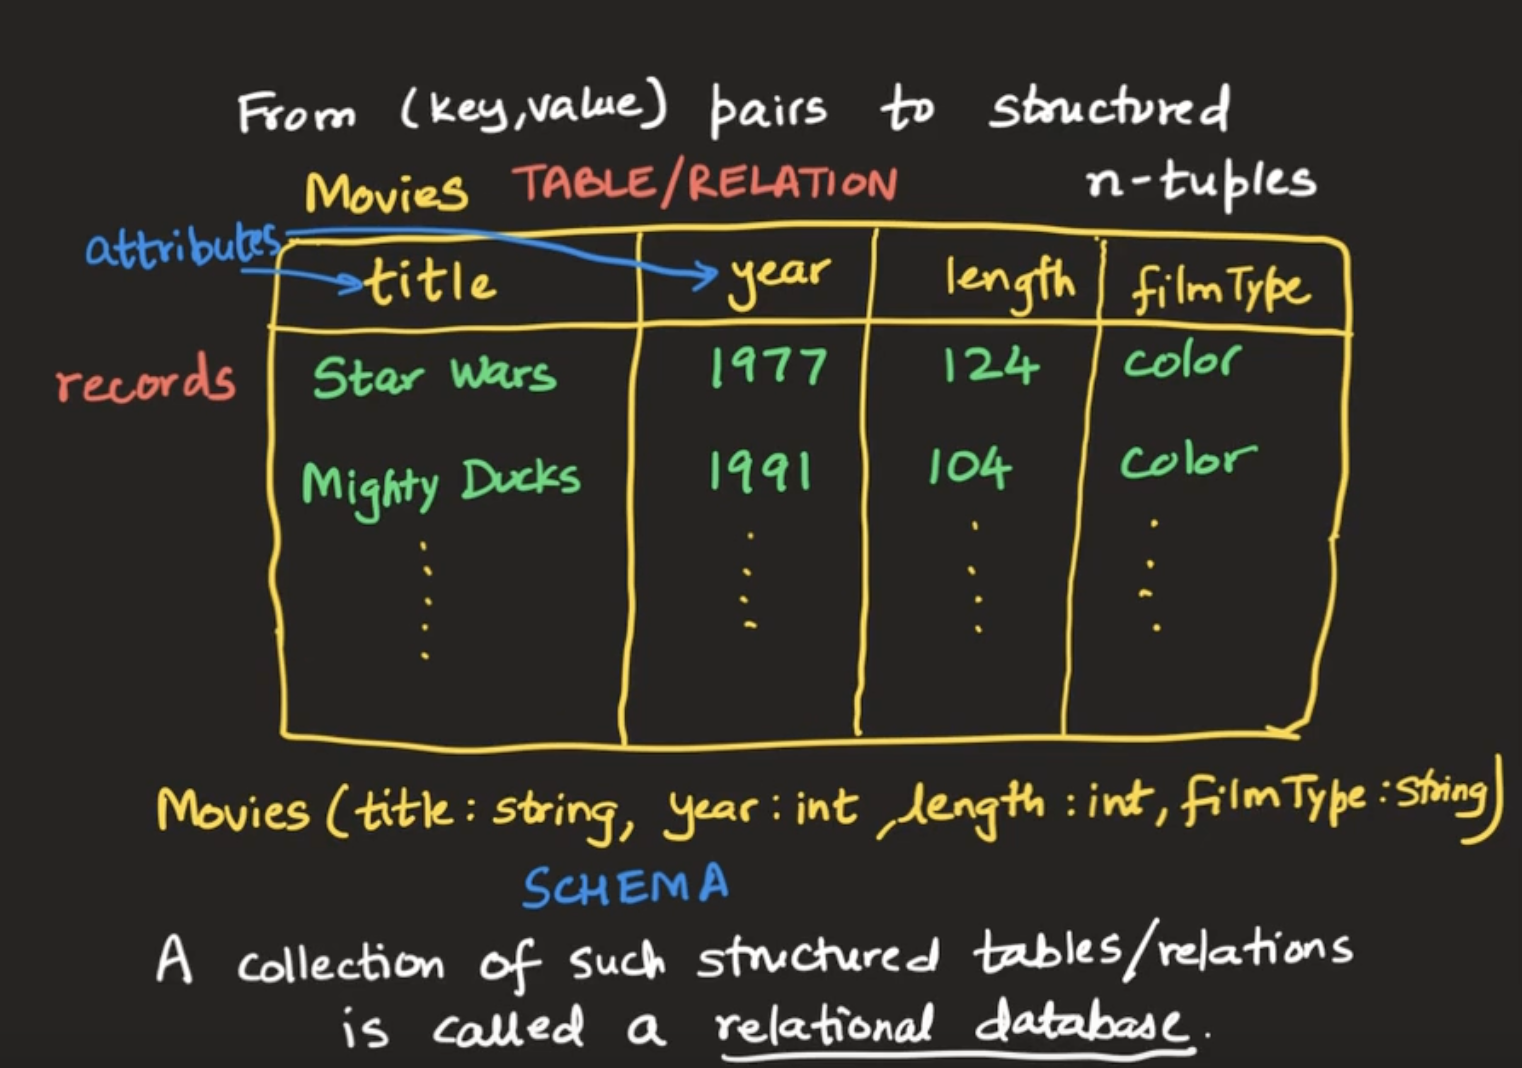 From (key,value) pairs to structured
n-tuples
Movies TABLE/RELATION
attributes
title year length filmType
records
Star Wars 1977 124 color
Mighty Ducks 1991 104 color
Movies (title: string, year: int, length: int, filmType: string)
SCHEMA
A collection of such structured tables/relations
is called a relational database.